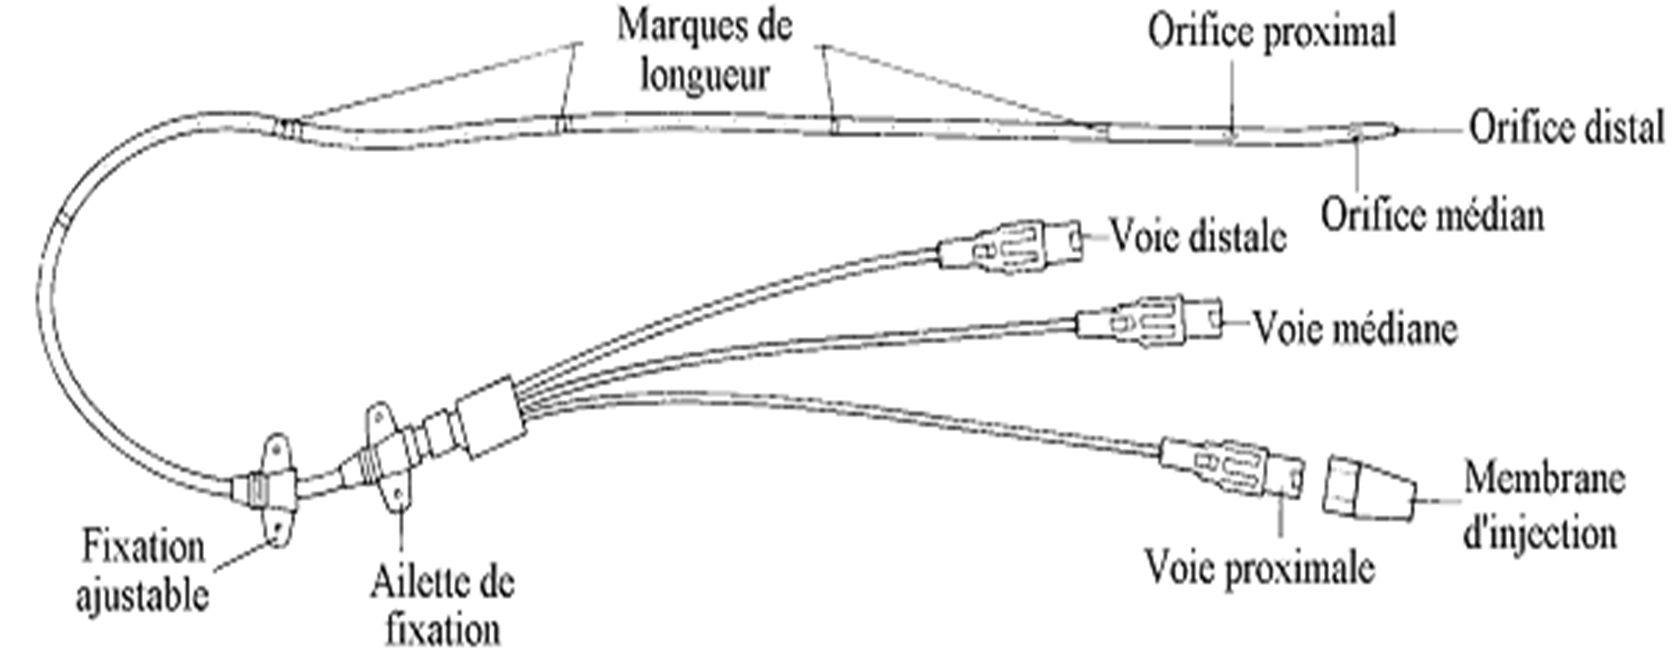 Marques de
longueur
Orifice proximal
Orifice distal
Orifice médian
Voie distale
Voie médiane
Membrane
d'injection
Voie proximale
Fixation
ajustable
Ailette de
fixation